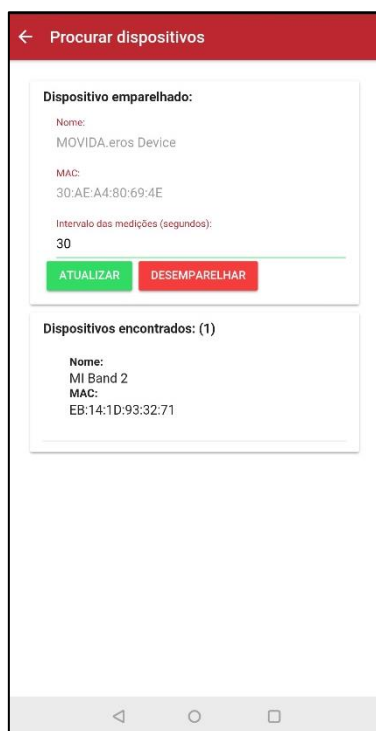 Procurar dispositivos
Dispositivo emparelhado:
Nome:
MOVIDA.eros Device
MAC:
30:AE:A4:80:69:4E
Intervalo das medições (segundos):
30
ATUALIZAR DESEMPARELHAR
Dispositivos encontrados: (1)
Nome:
MI Band 2
MAC:
EB:14:1D:93:32:71